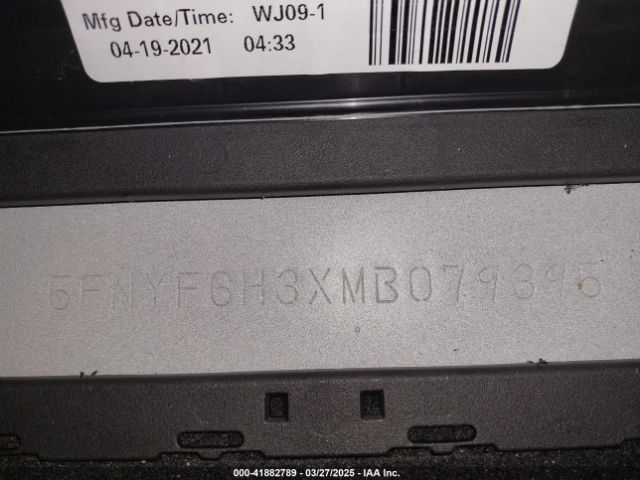 Mfg Date/Time: WJ09-1
04-19-2021 04:33
5FNYF6H3XMB079395
000-41882789 - 03/27/2025 - IAA Inc.